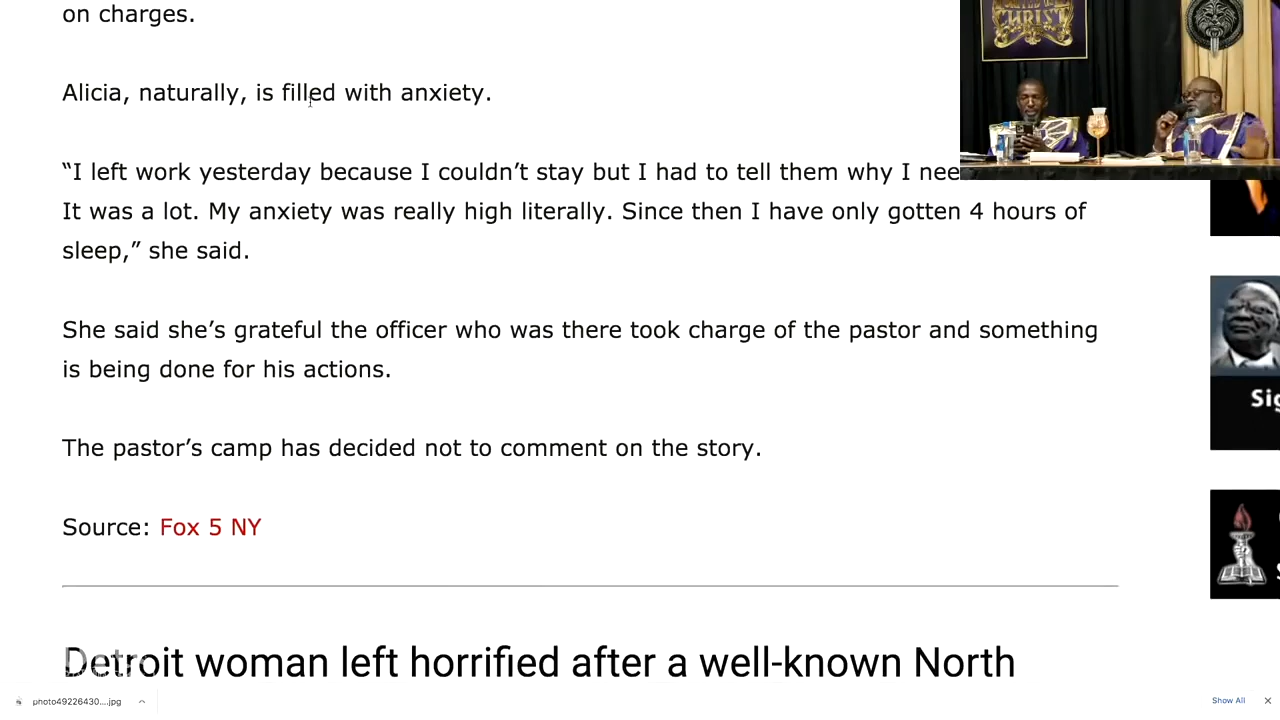 on charges.
CHRIST
Alicia, naturally, is filled with anxiety.
“I left work yesterday because I couldn’t stay but I had to tell them why I nee
It was a lot. My anxiety was really high literally. Since then I have only gotten 4 hours of
sleep,” she said.
She said she’s grateful the officer who was there took charge of the pastor and something
is being done for his actions.
Sig
The pastor’s camp has decided not to comment on the story.
Source: Fox 5 NY
Detroit woman left horrified after a well-known North
photo49226430....jpg
Show All